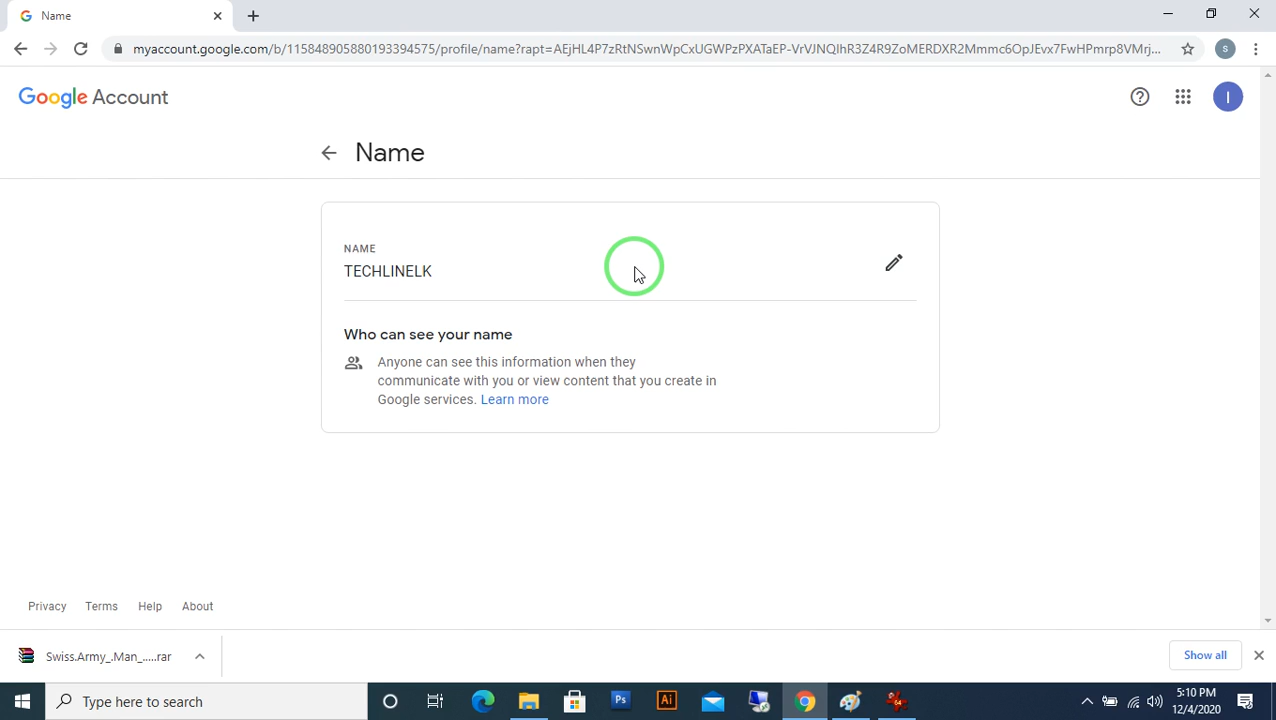 Name
myaccount.google.com/b/115848905880193394575/profile/name?rapt=AEjHL4P7zRtNSwnWpCxUGWPzPXATaEP-VrVJNQIhR3Z4R9ZoMERDXR2Mmmc6OpJEvx7FwHPmrp8VMrj...
S
Google Account
I
Name
NAME
TECHLINELK
Who can see your name
Anyone can see this information when they
communicate with you or view content that you create in
Google services. Learn more
Privacy Terms Help About
Swiss.Army_.Man_.....rar
Show all
Type here to search
Ps
Ai
64
5:10 PM
12/4/2020